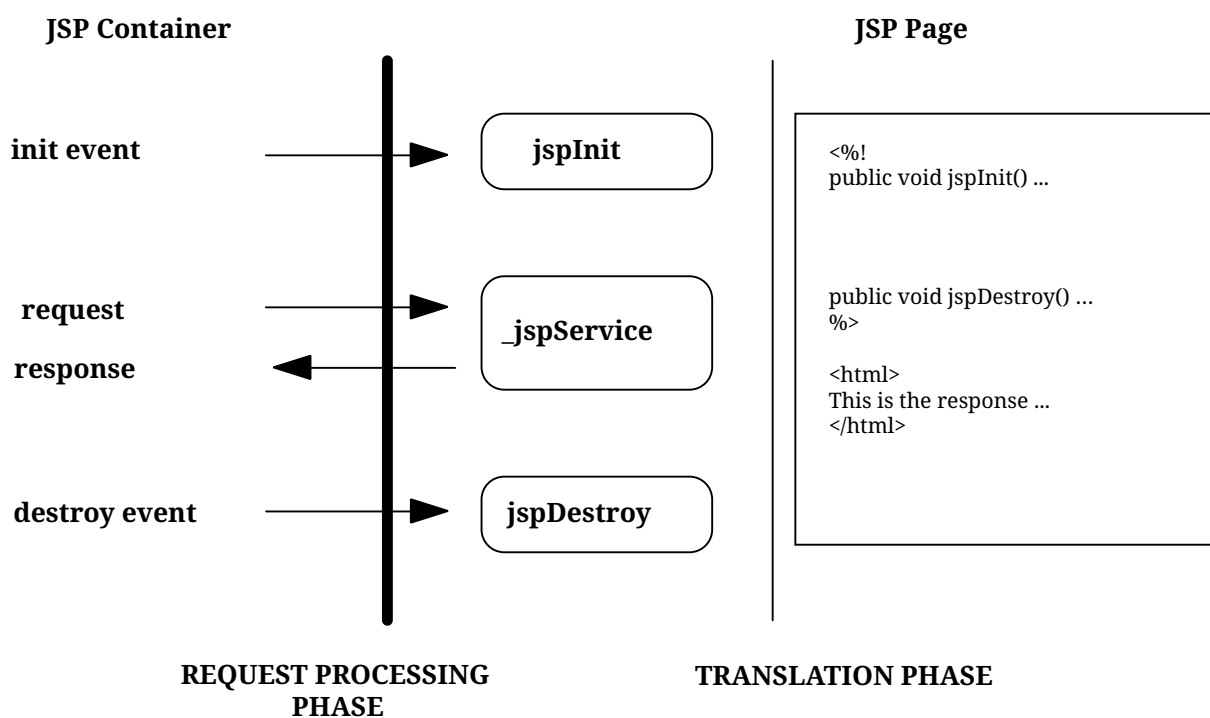 JSP Container
JSP Page
init event
jspInit
<%!
public void jspInit() ...
request
response
_jspService
public void jspDestroy() …
%>
<html>
This is the response ...
</html>
destroy event
jspDestroy
REQUEST PROCESSING
PHASE
TRANSLATION PHASE